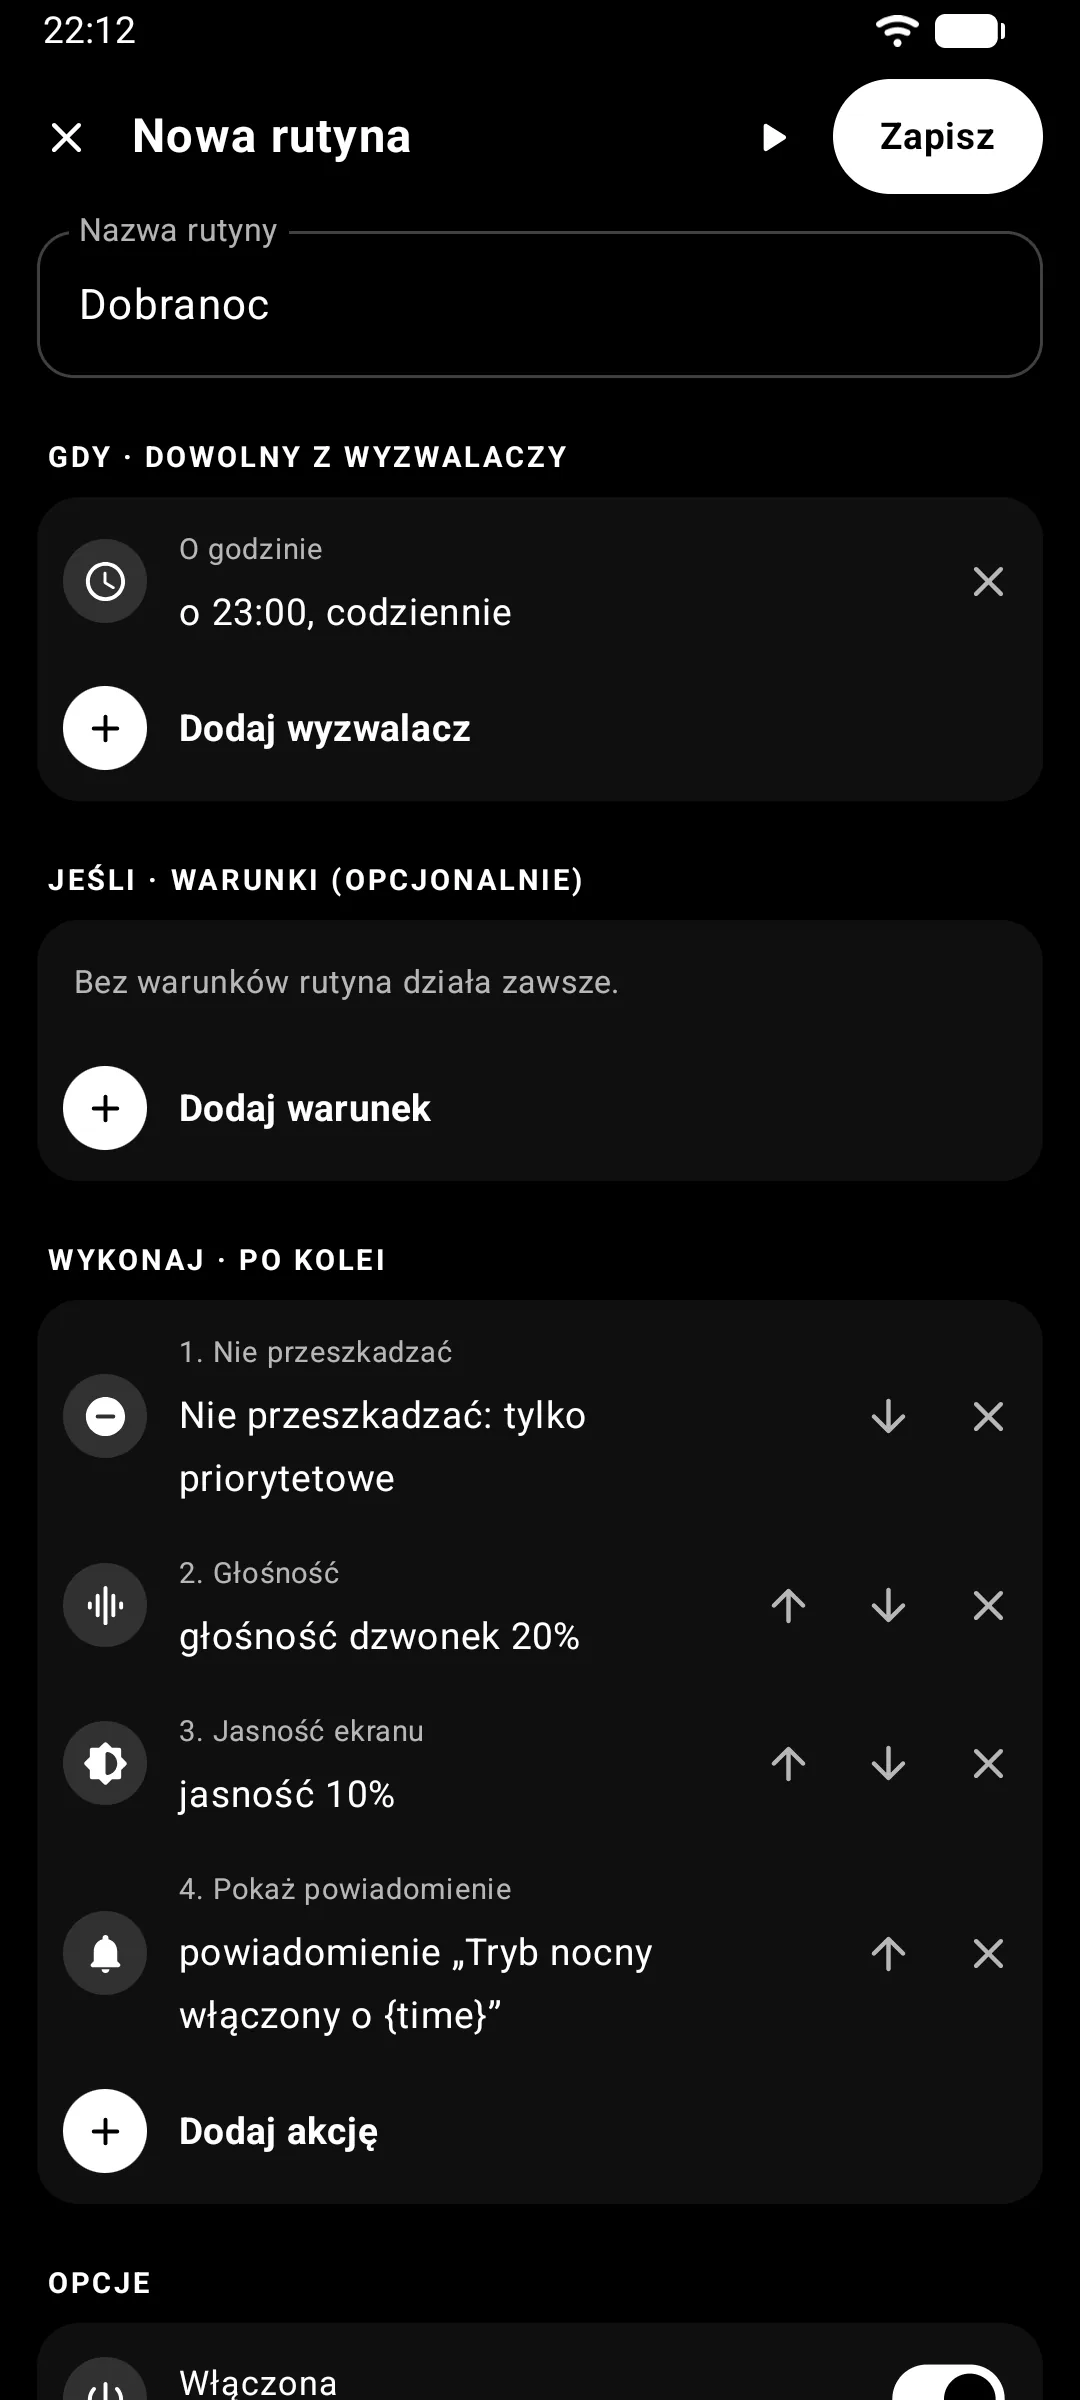 22:12
Nowa rutyna
Zapisz
Nazwa rutyny
Dobranoc
GDY · DOWOLNY Z WYZWALACZY
O godzinie
o 23:00, codziennie
Dodaj wyzwalacz
JEŚLI · WARUNKI (OPCJONALNIE)
Bez warunków rutyna działa zawsze.
Dodaj warunek
WYKONAJ · PO KOLEI
1. Nie przeszkadzać
Nie przeszkadzać: tylko
priorytetowe
2. Głośność
głośność dzwonek 20%
3. Jasność ekranu
jasność 10%
4. Pokaż powiadomienie
powiadomienie „Tryb nocny
włączony o {time}”
Dodaj akcję
OPCJE
Włączona